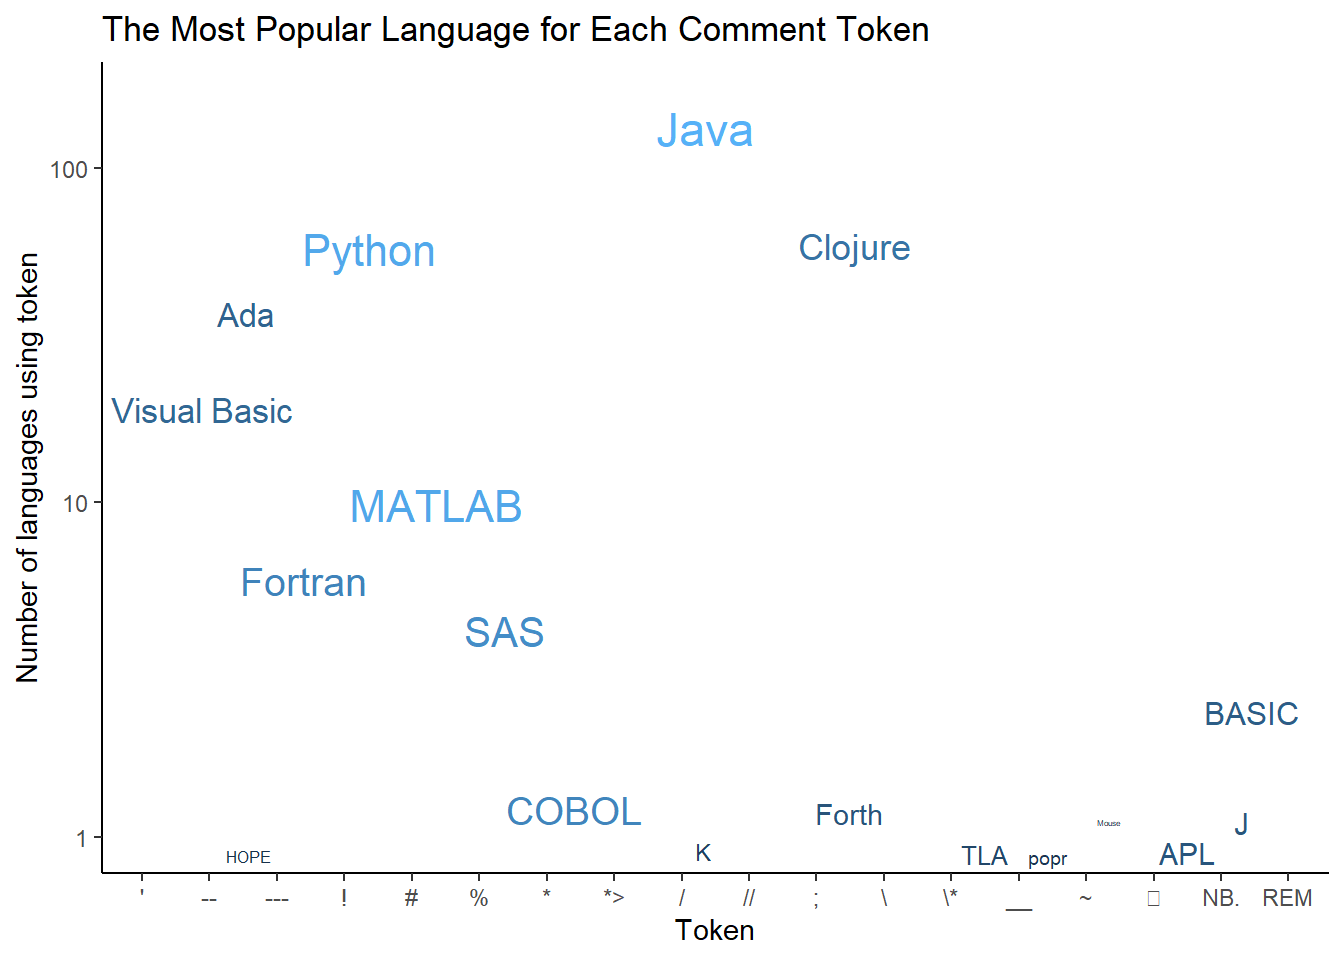 The Most Popular Language for Each Comment Token
Number of languages using token
100
10
1
Java
Python
Clojure
Ada
Visual Basic
MATLAB
Fortran
SAS
BASIC
COBOL
Forth
Mouse
J
HOPE
K
TLA
popr
APL
' -- --- ! # % * *> / // ; \ \* __ ~ NB. REM
Token